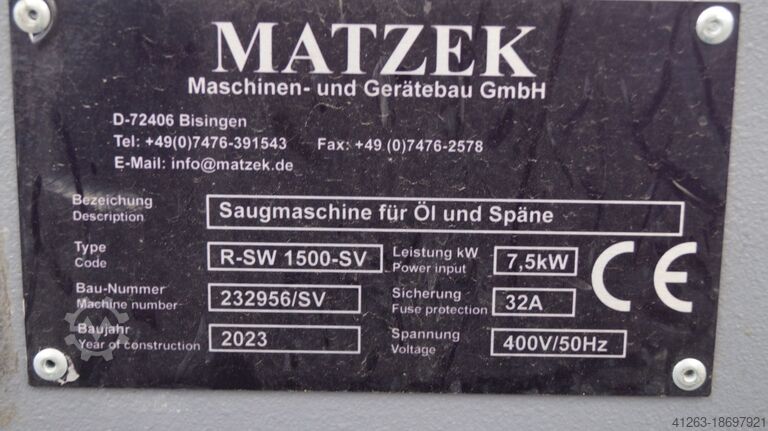 MATZEK
Maschinen- und Gerätebau GmbH
D-72406 Bisingen
Tel: +49(0)7476-391543 Fax: +49 (0)7476-2578
E-Mail: info@matzek.de
Bezeichung Saugmaschine für Öl und Späne
Description
Type R-SW 1500-SV Leistung kW 7,5kW
Code Power input
Bau-Nummer 232956/SV Sicherung 32A
Machine number Fuse protection
Baujahr 2023 Spannung 400V/50Hz
Year of construction Voltage
CE
41263-18697921